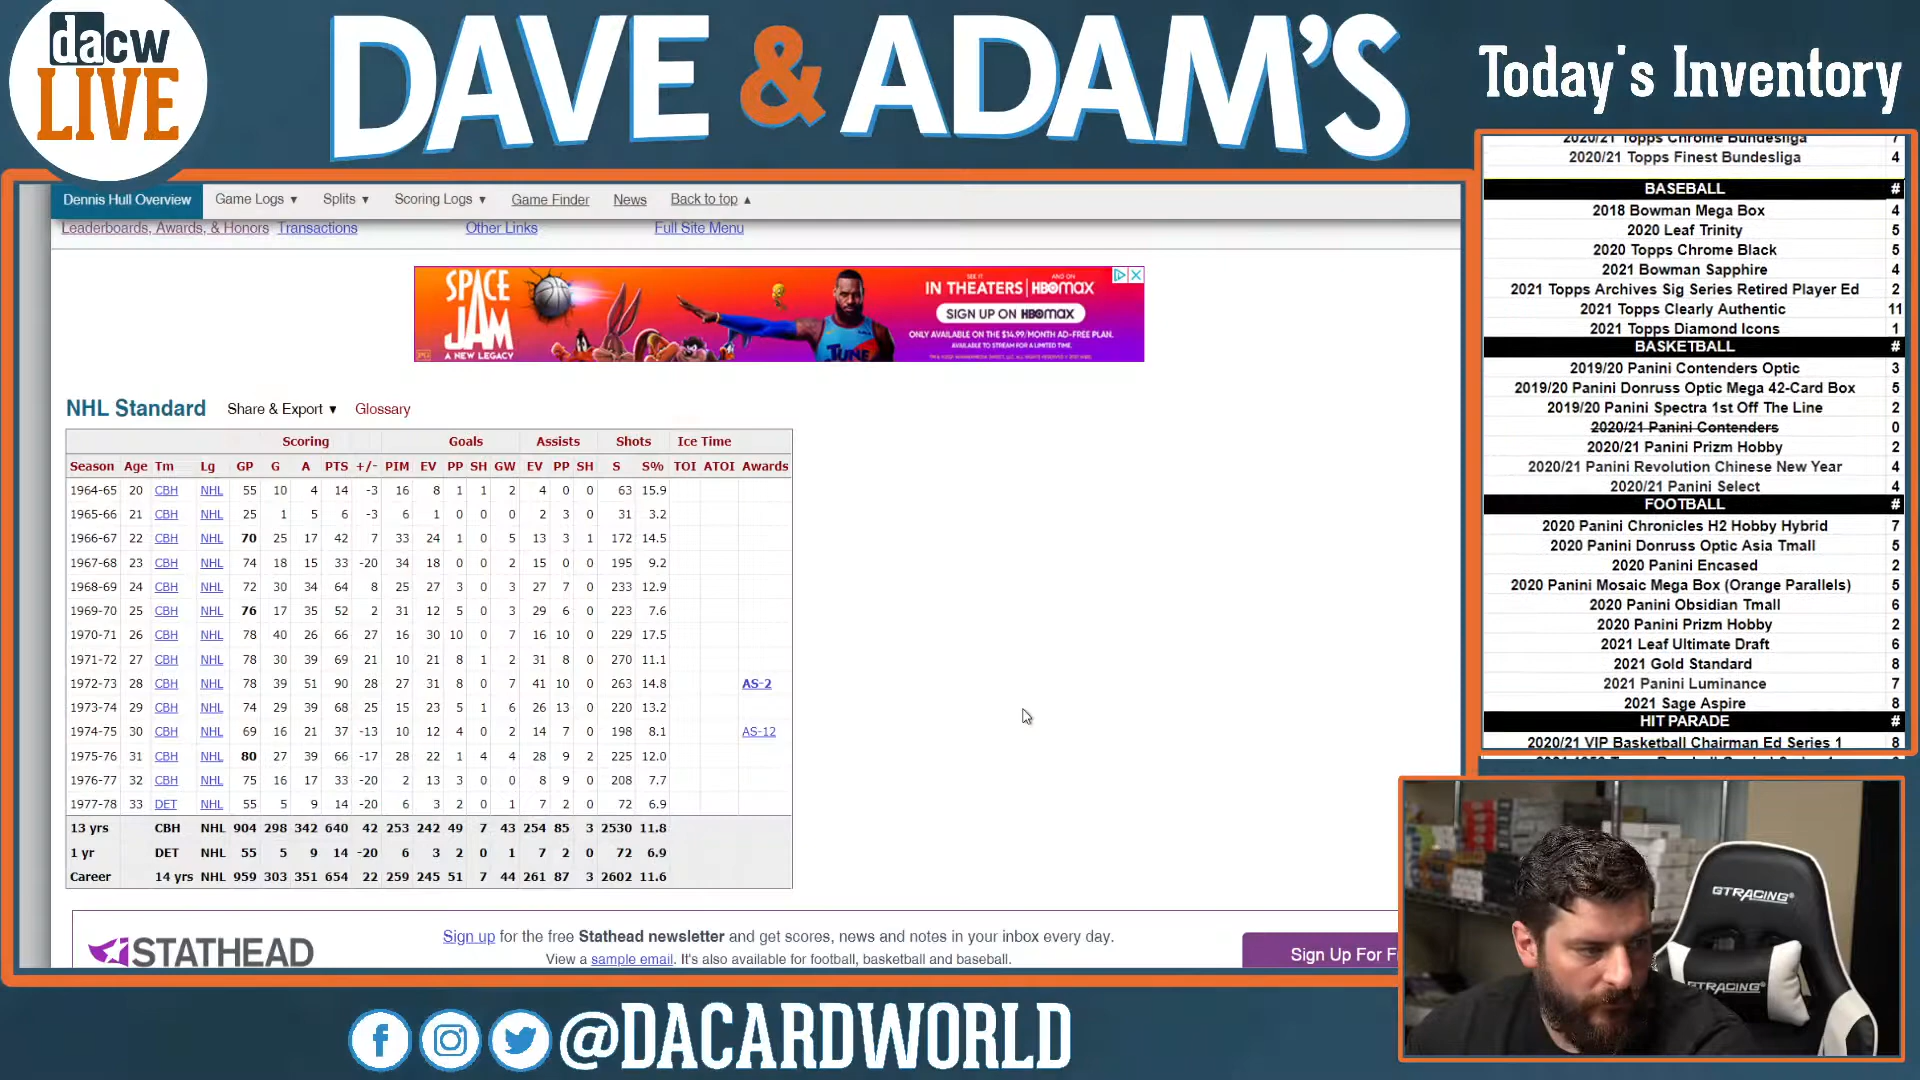 dacw
LIVE
DAVE & ADAM'S
Today's Inventory
Dennis Hull Overview Game Logs ▼ Splits ▼ Scoring Logs ▼ Game Finder News Back to top ▲
Leaderboards, Awards, & Honors Transactions Other Links Full Site Menu
SPACE
JAM
A NEW LEGACY
PG
TUNE
SEE IT AND ON
IN THEATERS | HBOMAX
SIGN UP ON HBOMAX
ONLY AVAILABLE ON THE $14.99/MONTH AD-FREE PLAN.
AVAILABLE TO STREAM FOR A LIMITED TIME.
NHL Standard Share & Export ▼ Glossary
Scoring Goals Assists Shots Ice Time
Season Age Tm Lg GP G A PTS +/- PIM EV PP SH GW EV PP SH S S% TOI ATOI Awards
1964-65 20 CBH NHL 55 10 4 14 -3 16 8 1 1 2 4 0 0 63 15.9
1965-66 21 CBH NHL 25 1 5 6 -3 6 1 0 0 0 2 3 0 31 3.2
1966-67 22 CBH NHL 70 25 17 42 7 33 24 1 0 5 13 3 1 172 14.5
1967-68 23 CBH NHL 74 18 15 33 -20 34 18 0 0 2 15 0 0 195 9.2
1968-69 24 CBH NHL 72 30 34 64 8 25 27 3 0 3 27 7 0 233 12.9
1969-70 25 CBH NHL 76 17 35 52 2 31 12 5 0 3 29 6 0 223 7.6
1970-71 26 CBH NHL 78 40 26 66 27 16 30 10 0 7 16 10 0 229 17.5
1971-72 27 CBH NHL 78 30 39 69 21 10 21 8 1 2 31 8 0 270 11.1
1972-73 28 CBH NHL 78 39 51 90 28 27 31 8 0 7 41 10 0 263 14.8 AS-2
1973-74 29 CBH NHL 74 29 39 68 25 15 23 5 1 6 26 13 0 220 13.2
1974-75 30 CBH NHL 69 16 21 37 -13 10 12 4 0 2 14 7 0 198 8.1 AS-12
1975-76 31 CBH NHL 80 27 39 66 -17 28 22 1 4 4 28 9 2 225 12.0
1976-77 32 CBH NHL 75 16 17 33 -20 2 13 3 0 0 8 9 0 208 7.7
1977-78 33 DET NHL 55 5 9 14 -20 6 3 2 0 1 7 2 0 72 6.9
13 yrs CBH NHL 904 298 342 640 42 253 242 49 7 43 254 85 3 2530 11.8
1 yr DET NHL 55 5 9 14 -20 6 3 2 0 1 7 2 0 72 6.9
Career 14 yrs NHL 959 303 351 654 22 259 245 51 7 44 261 87 3 2602 11.6
STATHEAD
Sign up for the free Stathead newsletter and get scores, news and notes in your inbox every day.
View a sample email. It's also available for football, basketball and baseball.
Sign Up For F
2020/21 Topps Chrome Bundesliga 7
2020/21 Topps Finest Bundesliga 4
BASEBALL #
2018 Bowman Mega Box 4
2020 Leaf Trinity 5
2020 Topps Chrome Black 5
2021 Bowman Sapphire 4
2021 Topps Archives Sig Series Retired Player Ed 2
2021 Topps Clearly Authentic 11
2021 Topps Diamond Icons 1
BASKETBALL #
2019/20 Panini Contenders Optic 3
2019/20 Panini Donruss Optic Mega 42-Card Box 5
2019/20 Panini Spectra 1st Off The Line 2
2020/21 Panini Contenders 0
2020/21 Panini Prizm Hobby 2
2020/21 Panini Revolution Chinese New Year 4
2020/21 Panini Select 4
FOOTBALL #
2020 Panini Chronicles H2 Hobby Hybrid 7
2020 Panini Donruss Optic Asia Tmall 5
2020 Panini Encased 2
2020 Panini Mosaic Mega Box (Orange Parallels) 5
2020 Panini Obsidian Tmall 6
2020 Panini Prizm Hobby 2
2021 Leaf Ultimate Draft 6
2021 Gold Standard 8
2021 Panini Luminance 7
2021 Sage Aspire 8
HIT PARADE #
2020/21 VIP Basketball Chairman Ed Series 1 8
GTRACING
GTRACING
@DACARDWORLD